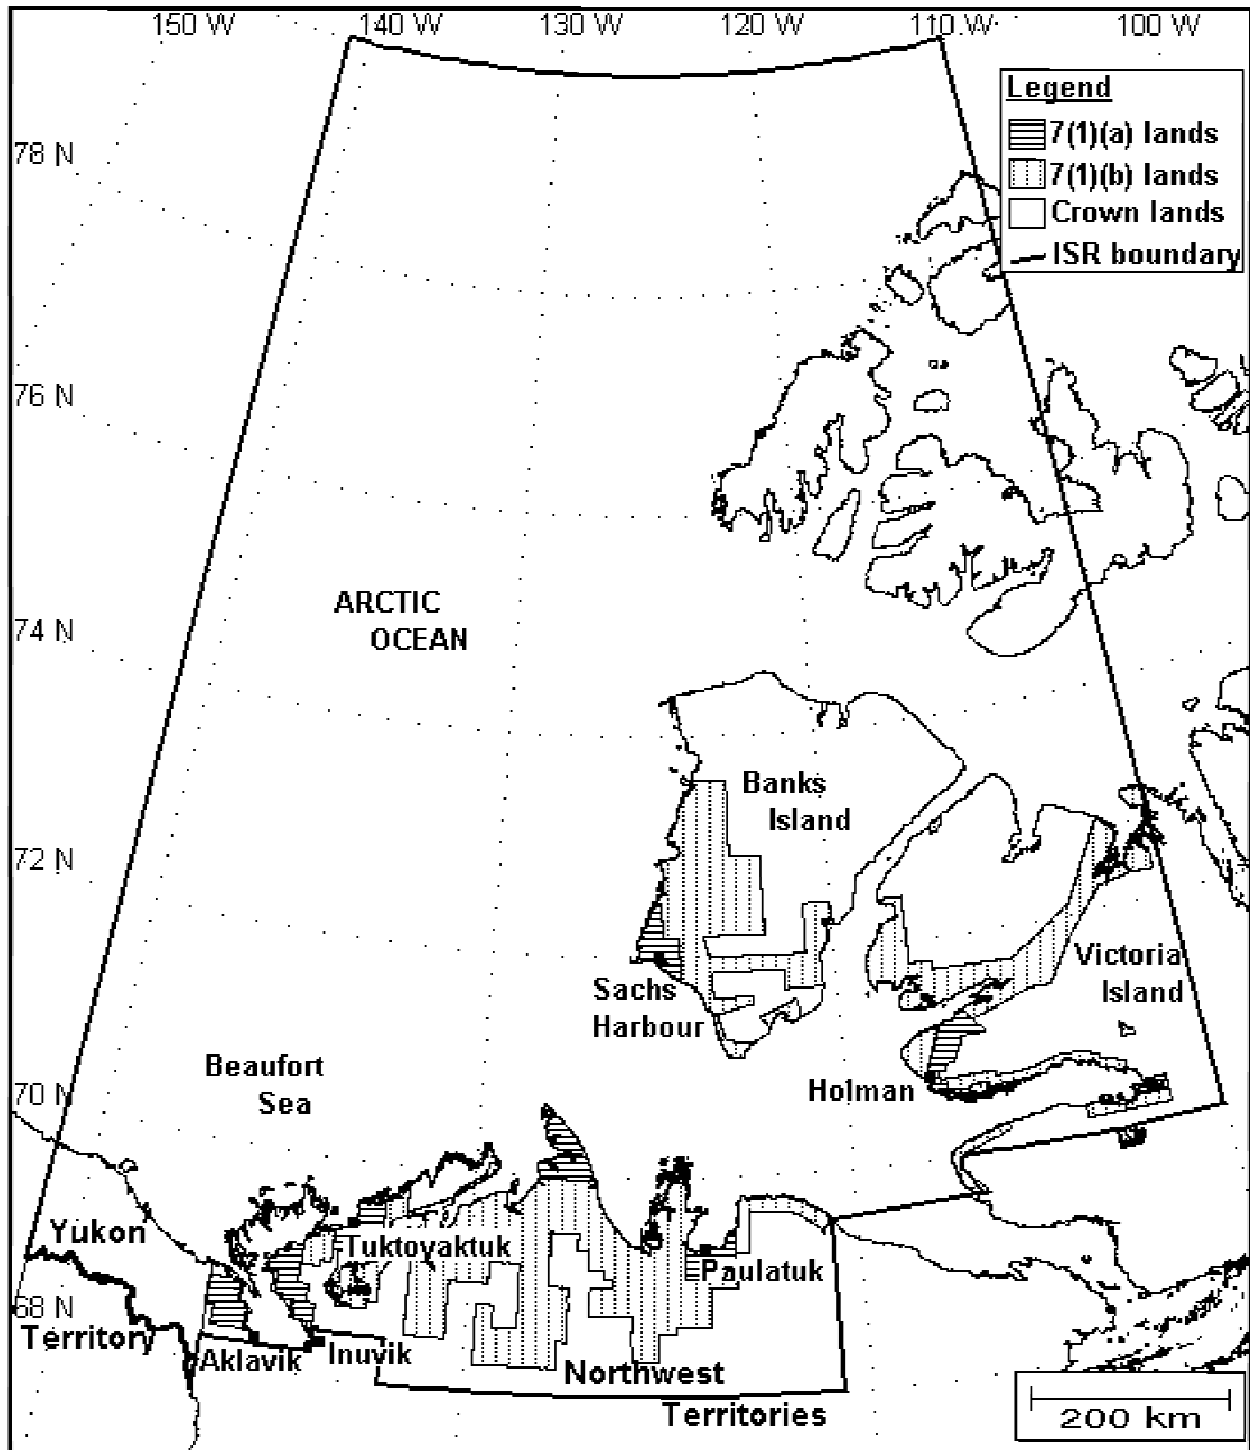 150 W
140 W
130 W
120 W
110 W
100 W
Legend
7(1)(a) lands
7(1)(b) lands
Crown lands
ISR boundary
78 N
76 N
ARCTIC
OCEAN
74 N
Banks
Island
72 N
Victoria
Island
Sachs
Harbour
Beaufort
Sea
Holman
70 N
Yukon
Tuktoyaktuk
Paulatuk
68 N
Territory
Aklavik
Inuvik
Northwest
Territories
200 km